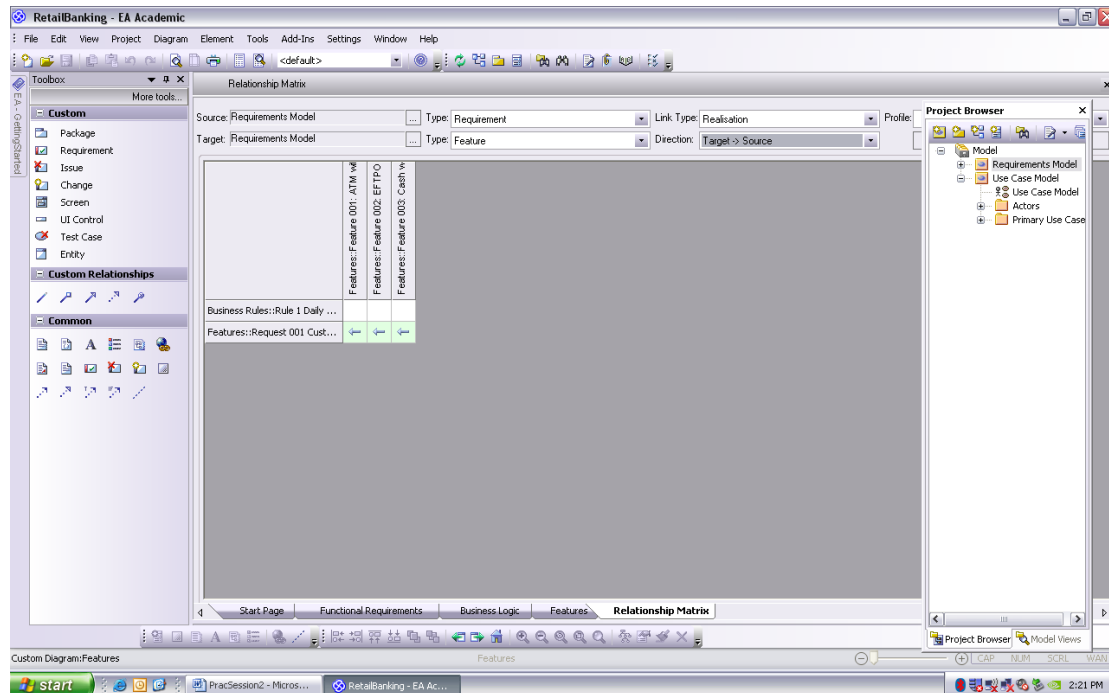 RetailBanking - EA Academic
File Edit View Project Diagram Element Tools Add-Ins Settings Window Help
<default>
EA - GettingStarted
Toolbox
More tools...
Custom
Package
Requirement
Issue
Change
Screen
UI Control
Test Case
Entity
Custom Relationships
Common
Relationship Matrix
Source: Requirements Model ... Type: Requirement Link Type: Realisation Profile:
Target: Requirements Model ... Type: Feature Direction: Target -> Source
Features::Feature 001: ATM wi
Features::Feature 002: EFTPO
Features::Feature 003: Cash w
Business Rules::Rule 1 Daily ...
Features::Request 001 Cust...
Project Browser
Model
Requirements Model
Use Case Model
Use Case Model
Actors
Primary Use Case
Start Page Functional Requirements Business Logic Features Relationship Matrix
Project Browser Model Views
Custom Diagram:Features Features CAP NUM SCRL WAN
start PracSession2 - Micros... RetailBanking - EA Ac... 2:21 PM